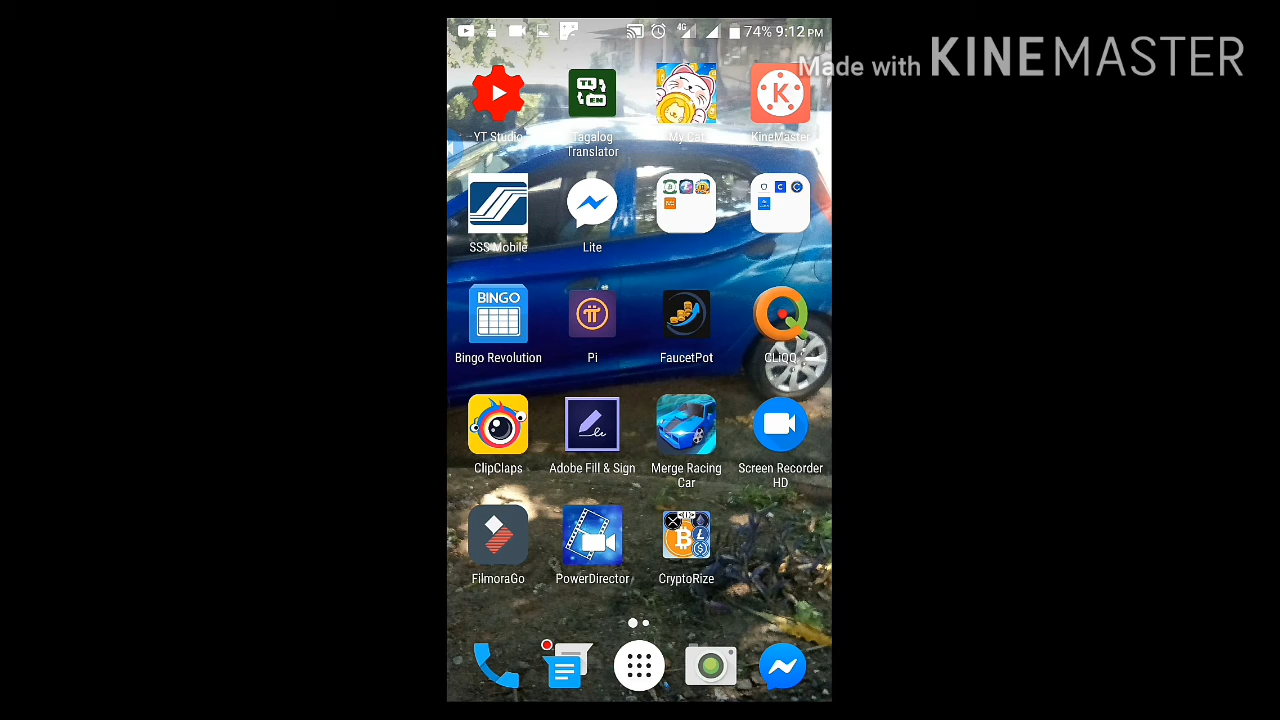 74% 9:12 PM
Made with KINEMASTER
YT Studio
Tagalog
Translator
My Cat
KineMaster
SSS Mobile
Lite
BINGO
Bingo Revolution
Pi
FaucetPot
CLiQQ
ClipClaps
Adobe Fill & Sign
Merge Racing
Car
Screen Recorder
HD
FilmoraGo
PowerDirector
CryptoRize